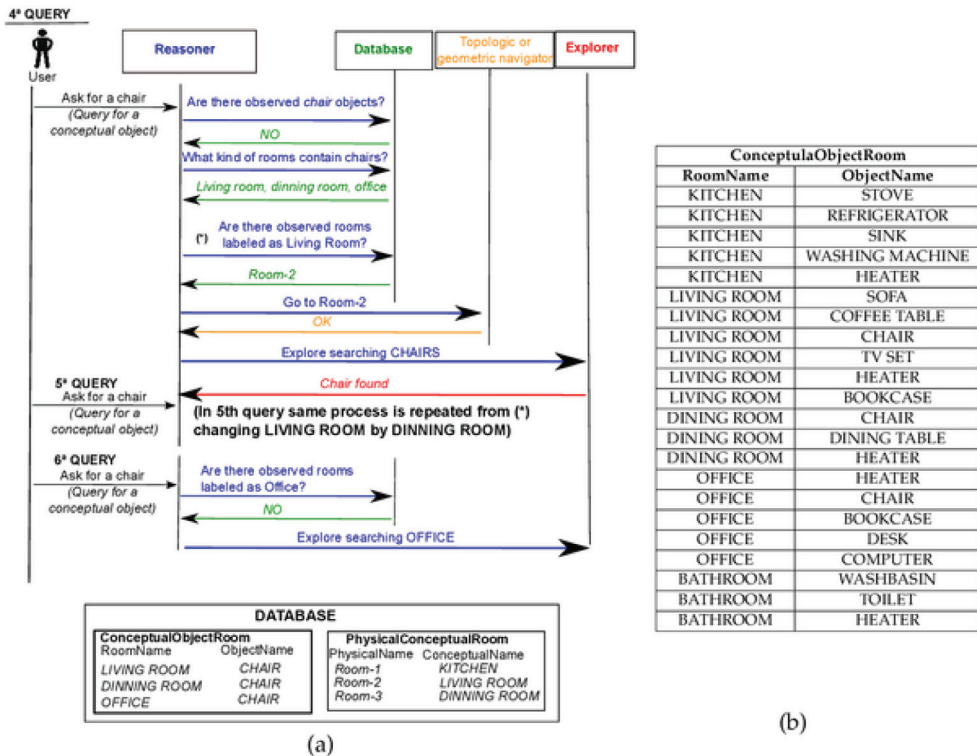 4ª QUERY
User
Reasoner
Database
Topologic or
geometric navigator
Explorer
Ask for a chair
(Query for a
conceptual object)
Are there observed chair objects?
NO
What kind of rooms contain chairs?
Living room, dinning room, office
(*)
Are there observed rooms
labeled as Living Room?
Room-2
Go to Room-2
OK
Explore searching CHAIRS
5ª QUERY
Ask for a chair
(Query for a
conceptual object)
Chair found
(In 5th query same process is repeated from (*)
changing LIVING ROOM by DINNING ROOM)
6ª QUERY
Ask for a chair
(Query for a
conceptual object)
Are there observed rooms
labeled as Office?
NO
Explore searching OFFICE
DATABASE
ConceptualObjectRoom
RoomName ObjectName
LIVING ROOM CHAIR
DINNING ROOM CHAIR
OFFICE CHAIR
PhysicalConceptualRoom
PhysicalName ConceptualName
Room-1 KITCHEN
Room-2 LIVING ROOM
Room-3 DINNING ROOM
(a)
ConceptulaObjectRoom
RoomName ObjectName
KITCHEN STOVE
KITCHEN REFRIGERATOR
KITCHEN SINK
KITCHEN WASHING MACHINE
KITCHEN HEATER
LIVING ROOM SOFA
LIVING ROOM COFFEE TABLE
LIVING ROOM CHAIR
LIVING ROOM TV SET
LIVING ROOM HEATER
LIVING ROOM BOOKCASE
DINING ROOM CHAIR
DINING ROOM DINING TABLE
DINING ROOM HEATER
OFFICE HEATER
OFFICE CHAIR
OFFICE BOOKCASE
OFFICE DESK
OFFICE COMPUTER
BATHROOM WASHBASIN
BATHROOM TOILET
BATHROOM HEATER
(b)